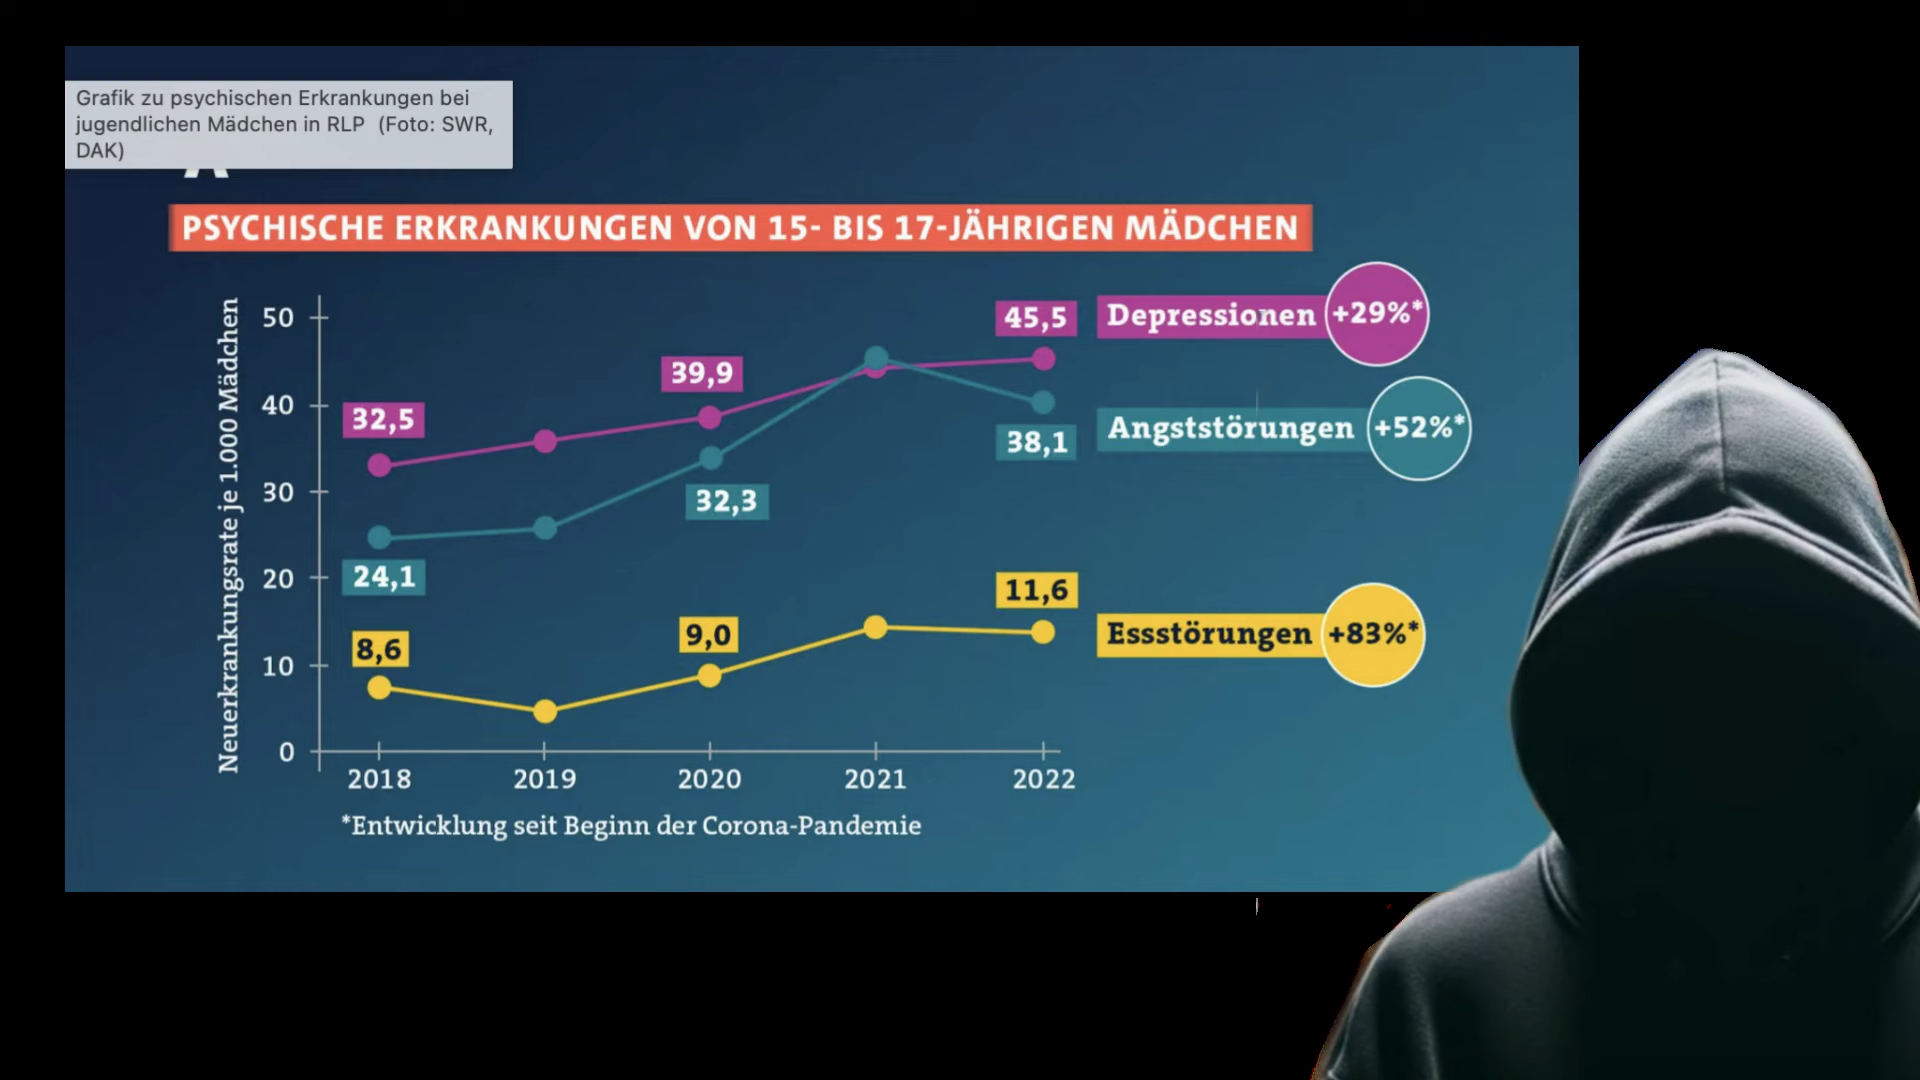 Grafik zu psychischen Erkrankungen bei
jugendlichen Mädchen in RLP (Foto: SWR,
DAK)
PSYCHISCHE ERKRANKUNGEN VON 15- BIS 17-JÄHRIGEN MÄDCHEN
Neuerkrankungsrate je 1.000 Mädchen
50
40
30
20
10
0
32,5
39,9
45,5
Depressionen +29%*
24,1
32,3
38,1
Angststörungen +52%*
8,6
9,0
11,6
Essstörungen +83%*
2018 2019 2020 2021 2022
*Entwicklung seit Beginn der Corona-Pandemie